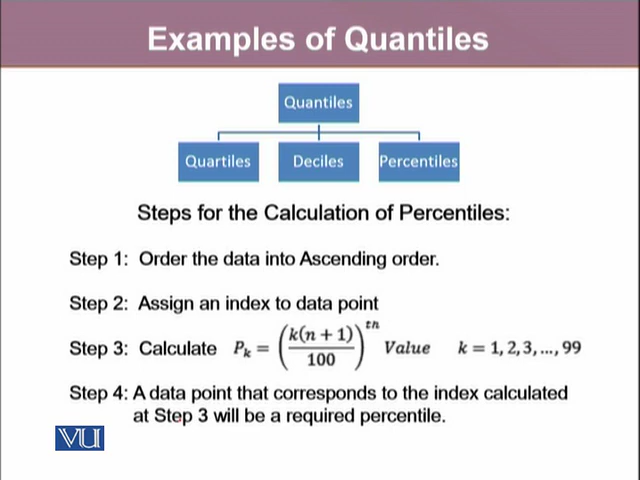 Examples of Quantiles
Quantiles
Quartiles Deciles Percentiles
Steps for the Calculation of Percentiles:
Step 1: Order the data into Ascending order.
Step 2: Assign an index to data point
Step 3: Calculate P_k = (k(n + 1)/100)^th Value k = 1, 2, 3, ..., 99
Step 4: A data point that corresponds to the index calculated
at Step 3 will be a required percentile.
VU